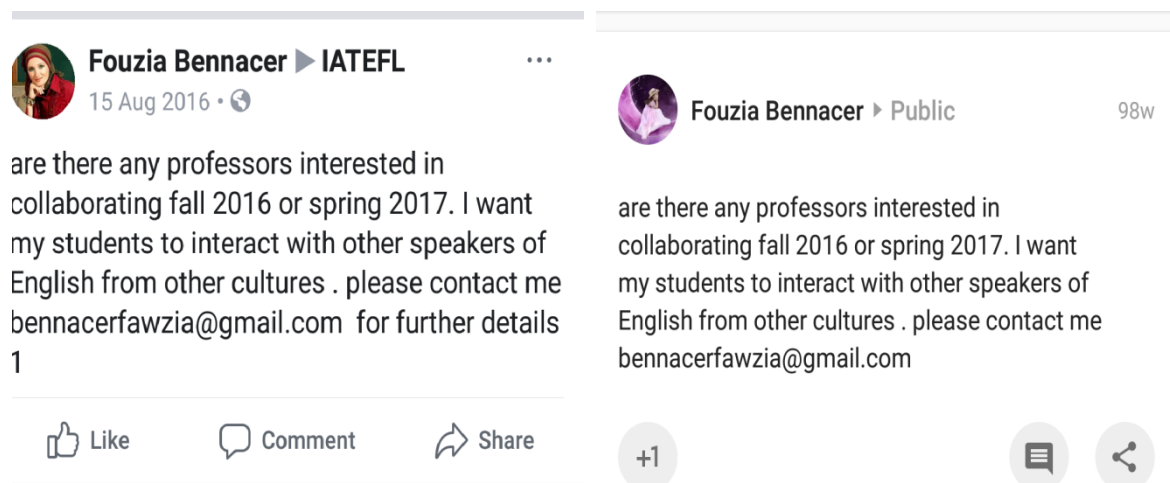 Fouzia Bennacer ▶ IATEFL
15 Aug 2016 •
are there any professors interested in
collaborating fall 2016 or spring 2017. I want
my students to interact with other speakers of
English from other cultures . please contact me
bennacerfawzia@gmail.com  for further details
1
Like Comment Share
Fouzia Bennacer ▸ Public 98w
are there any professors interested in
collaborating fall 2016 or spring 2017. I want
my students to interact with other speakers of
English from other cultures . please contact me
bennacerfawzia@gmail.com
+1